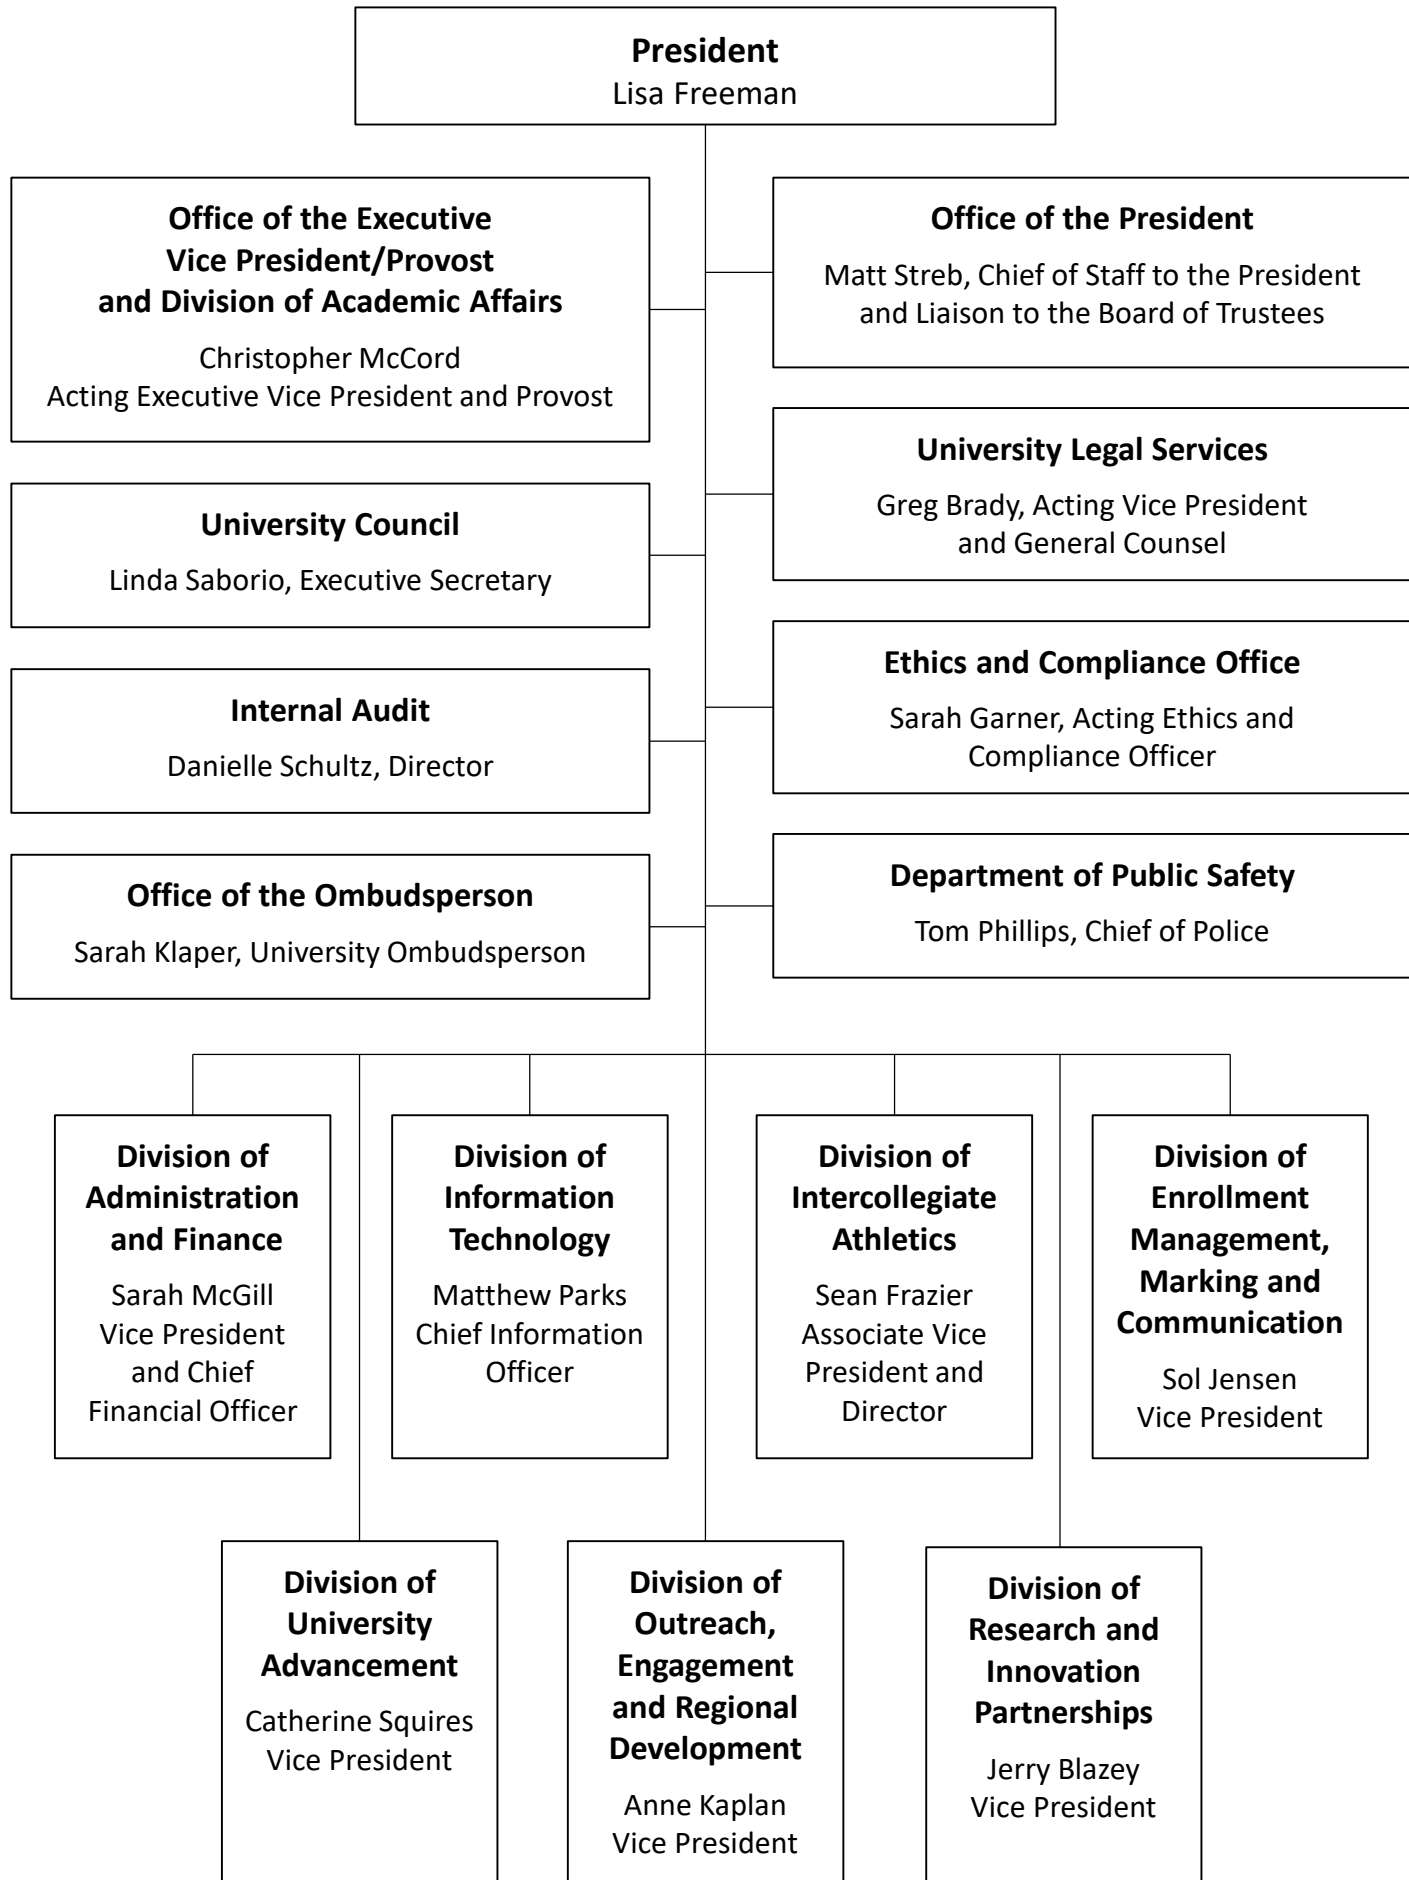 President
Lisa Freeman
Office of the Executive
Vice President/Provost
and Division of Academic Affairs
Christopher McCord
Acting Executive Vice President and Provost
Office of the President
Matt Streb, Chief of Staff to the President
and Liaison to the Board of Trustees
University Legal Services
Greg Brady, Acting Vice President
and General Counsel
University Council
Linda Saborio, Executive Secretary
Ethics and Compliance Office
Sarah Garner, Acting Ethics and
Compliance Officer
Internal Audit
Danielle Schultz, Director
Department of Public Safety
Tom Phillips, Chief of Police
Office of the Ombudsperson
Sarah Klaper, University Ombudsperson
Division of
Administration
and Finance
Sarah McGill
Vice President
and Chief
Financial Officer
Division of
Information
Technology
Matthew Parks
Chief Information
Officer
Division of
Intercollegiate
Athletics
Sean Frazier
Associate Vice
President and
Director
Division of
Enrollment
Management,
Marking and
Communication
Sol Jensen
Vice President
Division of
University
Advancement
Catherine Squires
Vice President
Division of
Outreach,
Engagement
and Regional
Development
Anne Kaplan
Vice President
Division of
Research and
Innovation
Partnerships
Jerry Blazey
Vice President